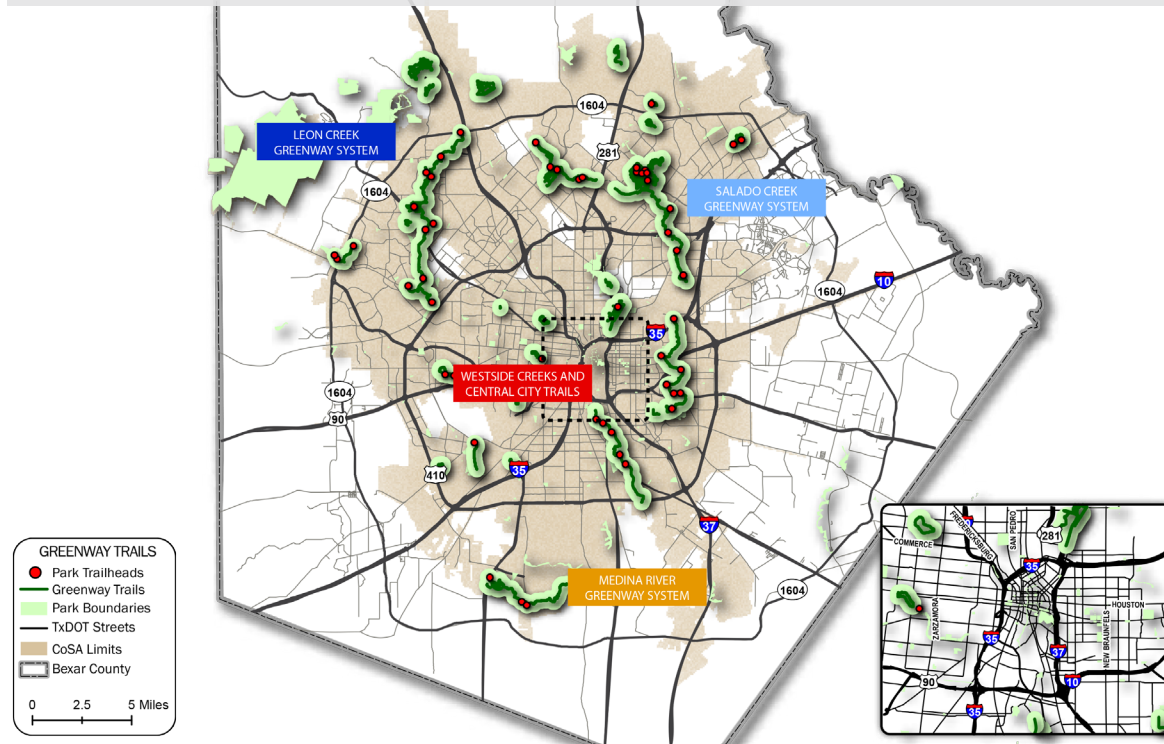 1604
LEON CREEK
GREENWAY SYSTEM
281
1604
SALADO CREEK
GREENWAY SYSTEM
10
1604
35
WESTSIDE CREEKS AND
CENTRAL CITY TRAILS
1604
90
410
35
37
MEDINA RIVER
GREENWAY SYSTEM
1604
GREENWAY TRAILS
Park Trailheads
Greenway Trails
Park Boundaries
TxDOT Streets
CoSA Limits
Bexar County
0 2.5 5 Miles
COMMERCE
FREDERICKSBURG
SAN PEDRO
281
35
ZARZAMORA
HOUSTON
NEW BRAUNFELS
35
37
90
10
35